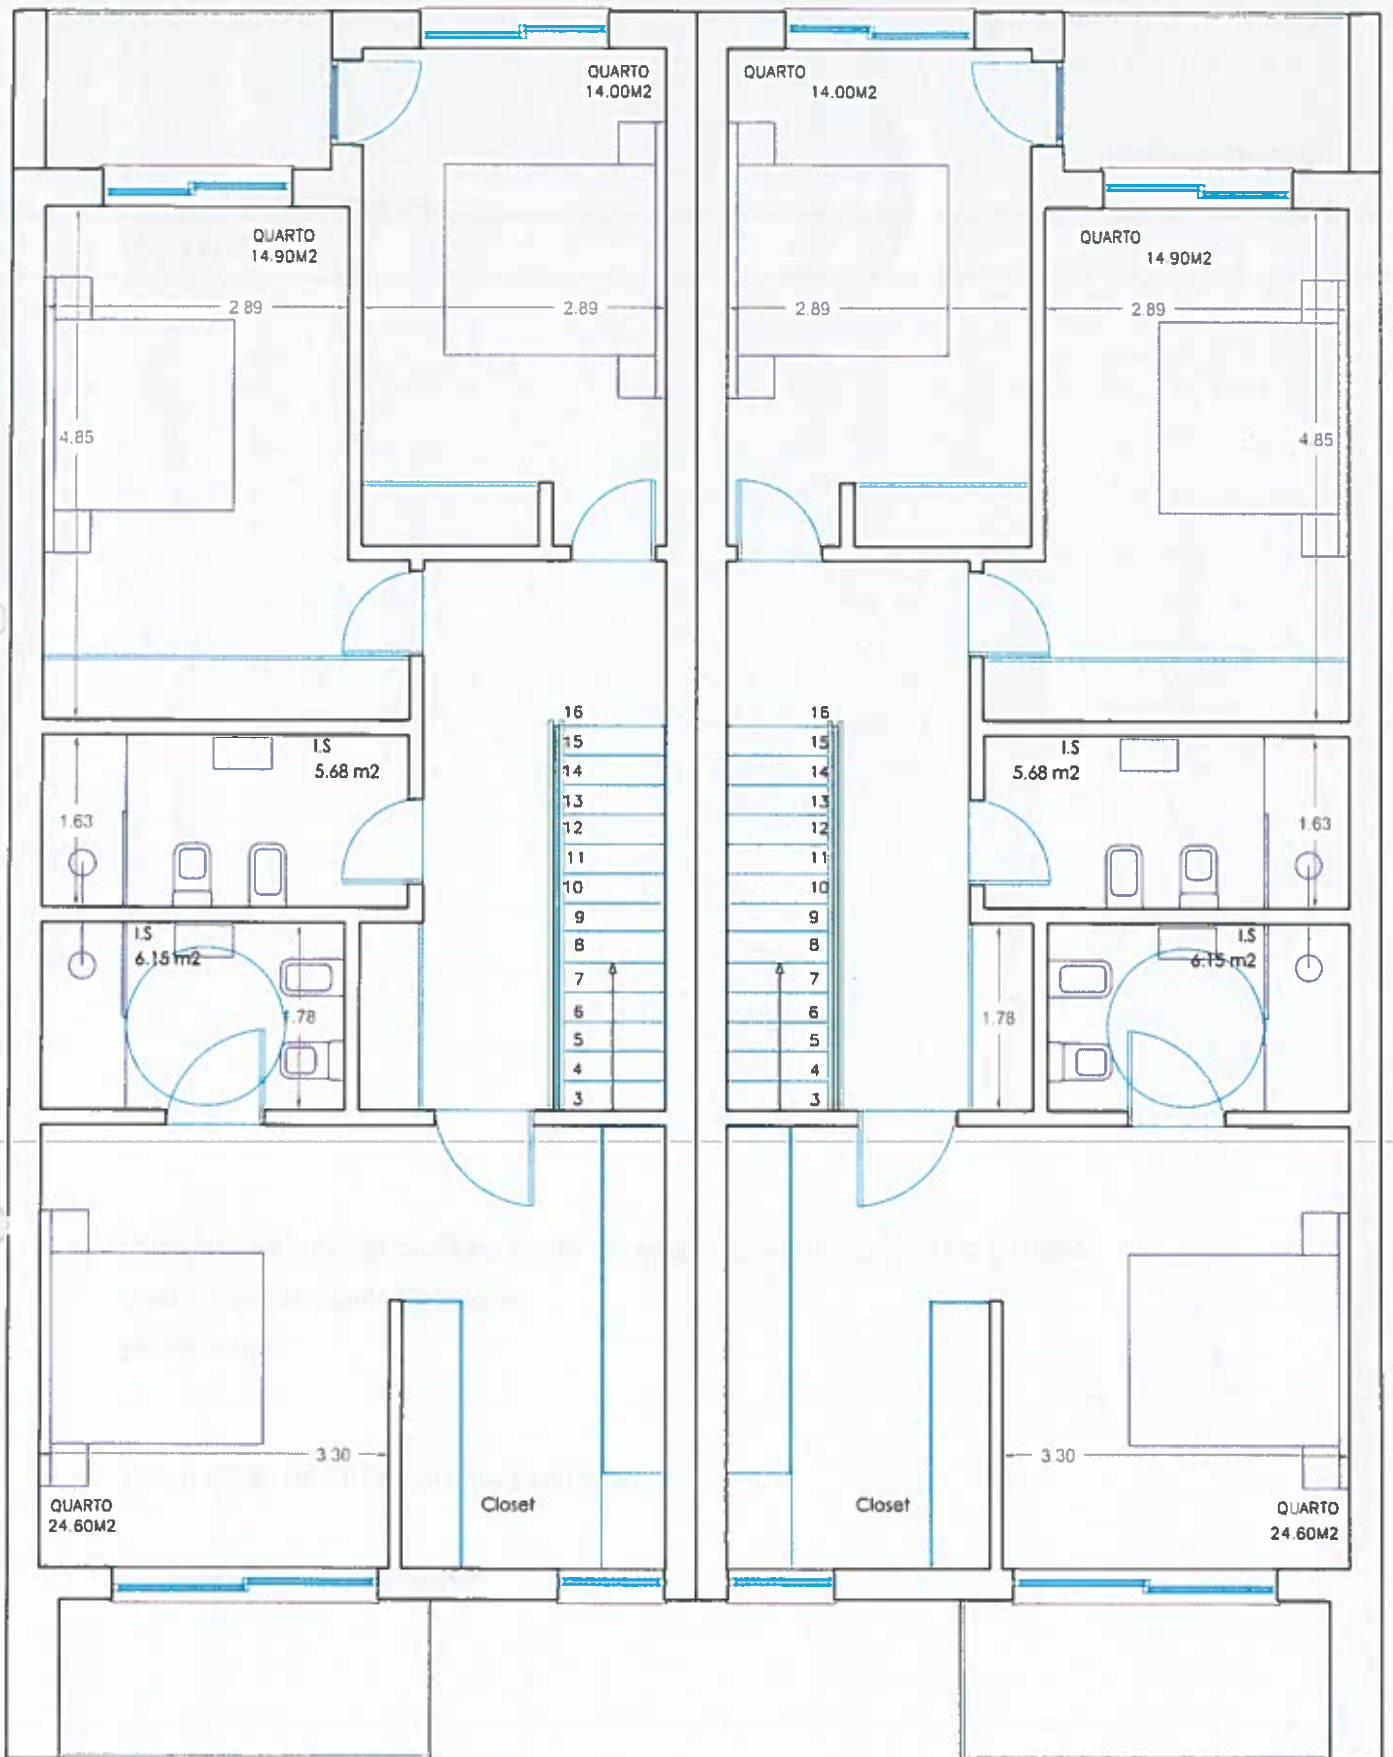 QUARTO
14.00M2
QUARTO
14.00M2
QUARTO
14.90M2
QUARTO
14.90M2
2.89
2.89
2.89
2.89
4.85
4.85
16
15
14
13
12
11
10
9
8
7
6
5
4
3
16
15
14
13
12
11
10
9
8
7
6
5
4
3
I.S
5.68 m2
I.S
5.68 m2
1.63
1.63
I.S
6.15 m2
I.S
6.15 m2
1.78
1.78
3.30
3.30
QUARTO
24.60M2
Closet
Closet
QUARTO
24.60M2